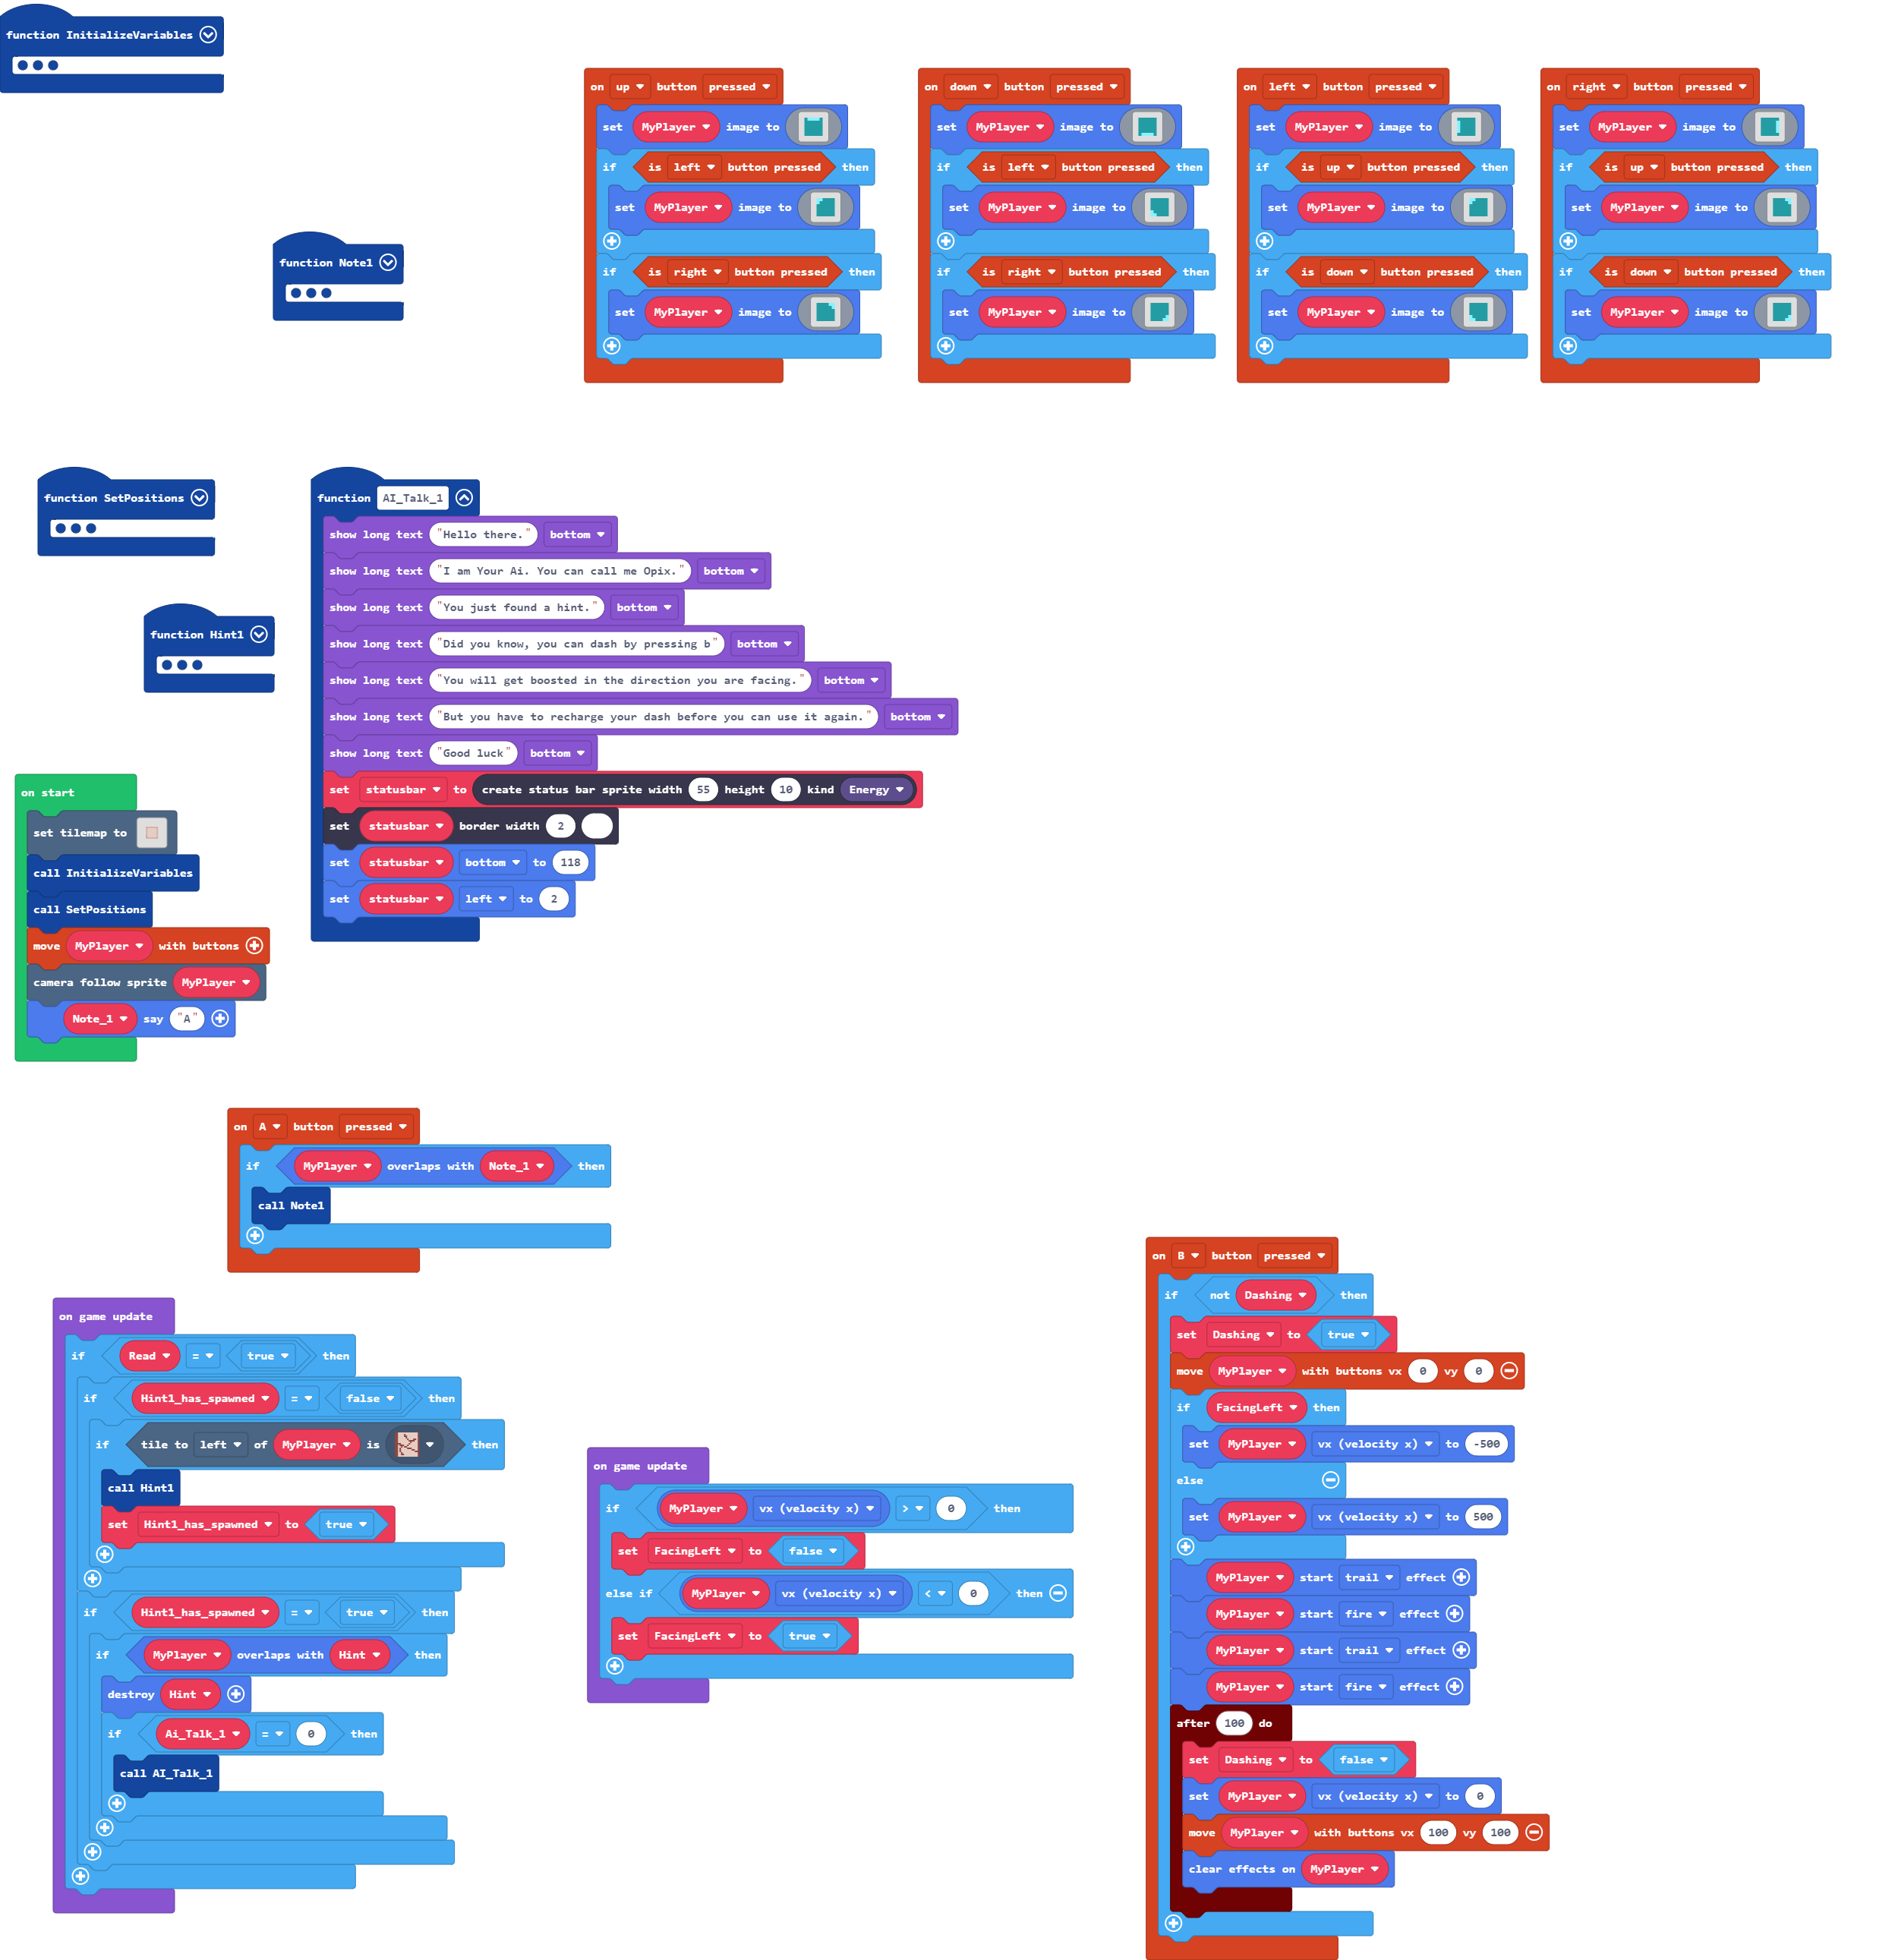 function InitializeVariables
function Note1
on up button pressed
set MyPlayer image to
if is left button pressed then
set MyPlayer image to
if is right button pressed then
set MyPlayer image to
on down button pressed
set MyPlayer image to
if is left button pressed then
set MyPlayer image to
if is right button pressed then
set MyPlayer image to
on left button pressed
set MyPlayer image to
if is up button pressed then
set MyPlayer image to
if is down button pressed then
set MyPlayer image to
on right button pressed
set MyPlayer image to
if is up button pressed then
set MyPlayer image to
if is down button pressed then
set MyPlayer image to
function SetPositions
function Hint1
function AI_Talk_1
show long text "Hello there." bottom
show long text "I am Your Ai. You can call me Opix." bottom
show long text "You just found a hint." bottom
show long text "Did you know, you can dash by pressing b" bottom
show long text "You will get boosted in the direction you are facing." bottom
show long text "But you have to recharge your dash before you can use it again." bottom
show long text "Good luck" bottom
set statusbar to create status bar sprite width 55 height 10 kind Energy
set statusbar border width 2
set statusbar bottom to 118
set statusbar left to 2
on start
set tilemap to
call InitializeVariables
call SetPositions
move MyPlayer with buttons
camera follow sprite MyPlayer
Note_1 say "A"
on A button pressed
if MyPlayer overlaps with Note_1 then
call Note1
on game update
if Read = true then
if Hint1_has_spawned = false then
if tile to left of MyPlayer is then
call Hint1
set Hint1_has_spawned to true
if Hint1_has_spawned = true then
if MyPlayer overlaps with Hint then
destroy Hint
if Ai_Talk_1 = 0 then
call AI_Talk_1
on game update
if MyPlayer vx (velocity x) > 0 then
set FacingLeft to false
else if MyPlayer vx (velocity x) < 0 then
set FacingLeft to true
on B button pressed
if not Dashing then
set Dashing to true
move MyPlayer with buttons vx 0 vy 0
if FacingLeft then
set MyPlayer vx (velocity x) to -500
else
set MyPlayer vx (velocity x) to 500
MyPlayer start trail effect
MyPlayer start fire effect
MyPlayer start trail effect
MyPlayer start fire effect
after 100 do
set Dashing to false
set MyPlayer vx (velocity x) to 0
move MyPlayer with buttons vx 100 vy 100
clear effects on MyPlayer